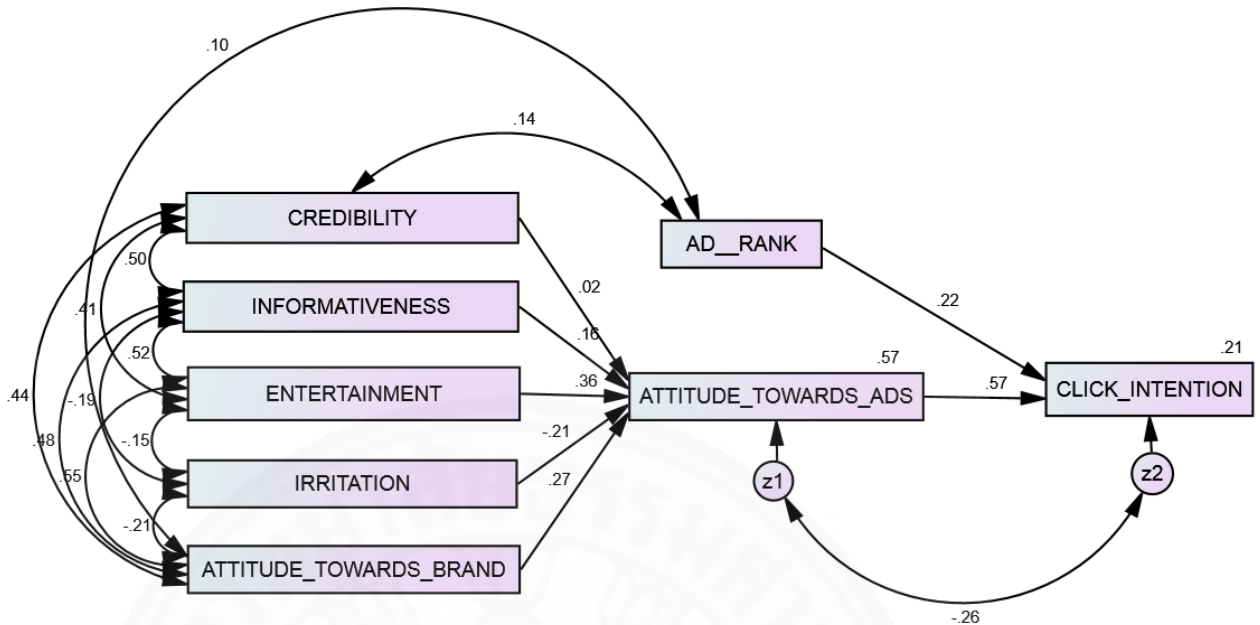 .10
.14
CREDIBILITY
AD__RANK
.50
.02
INFORMATIVENESS
.22
.41
.16
.52
.57
.21
ENTERTAINMENT
.36
ATTITUDE_TOWARDS_ADS
.57
CLICK_INTENTION
.44
-.19
-.15
-.21
.48
.55
IRRITATION
.27
z1
z2
-.21
ATTITUDE_TOWARDS_BRAND
-.26